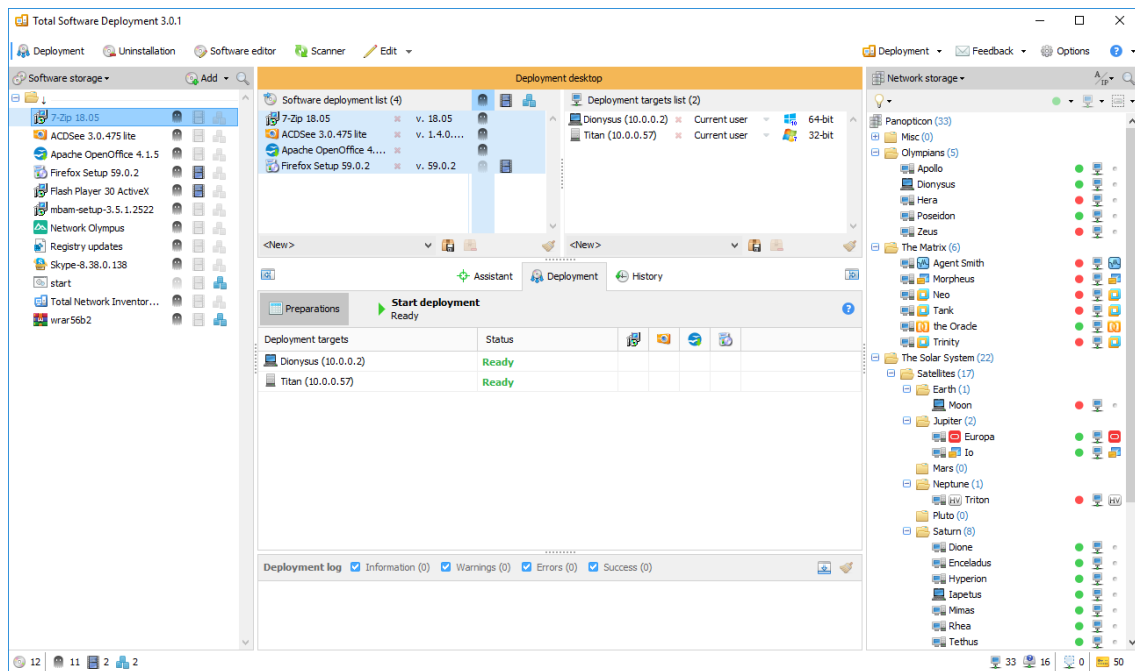 Total Software Deployment 3.0.1
Deployment Uninstallation Software editor Scanner Edit Deployment Feedback Options ?
Software storage Add
7-Zip 18.05
ACDSee 3.0.475 lite
Apache OpenOffice 4.1.5
Firefox Setup 59.0.2
Flash Player 30 ActiveX
mbam-setup-3.5.1.2522
Network Olympus
Registry updates
Skype-8.38.0.138
start
Total Network Inventor...
wrar56b2
Deployment desktop
Software deployment list (4)
7-Zip 18.05 v. 18.05
ACDSee 3.0.475 lite v. 1.4.0....
Apache OpenOffice 4....
Firefox Setup 59.0.2 v. 59.0.2
<New>
Deployment targets list (2)
Dionysus (10.0.0.2) Current user 64-bit
Titan (10.0.0.57) Current user 32-bit
<New>
Assistant Deployment History
Preparations
Start deployment
Ready
Deployment targets Status
Dionysus (10.0.0.2) Ready
Titan (10.0.0.57) Ready
Deployment log Information (0) Warnings (0) Errors (0) Success (0)
Network storage A/IP
Panopticon (33)
Misc (0)
Olympians (5)
Apollo
Dionysus
Hera
Poseidon
Zeus
The Matrix (6)
Agent Smith
Morpheus
Neo
Tank
the Oracle
Trinity
The Solar System (22)
Satellites (17)
Earth (1)
Moon
Jupiter (2)
Europa
Io
Mars (0)
Neptune (1)
HV Triton HV
Pluto (0)
Saturn (8)
Dione
Enceladus
Hyperion
Iapetus
Mimas
Rhea
Tethus
12 11 2 2 33 16 0 50